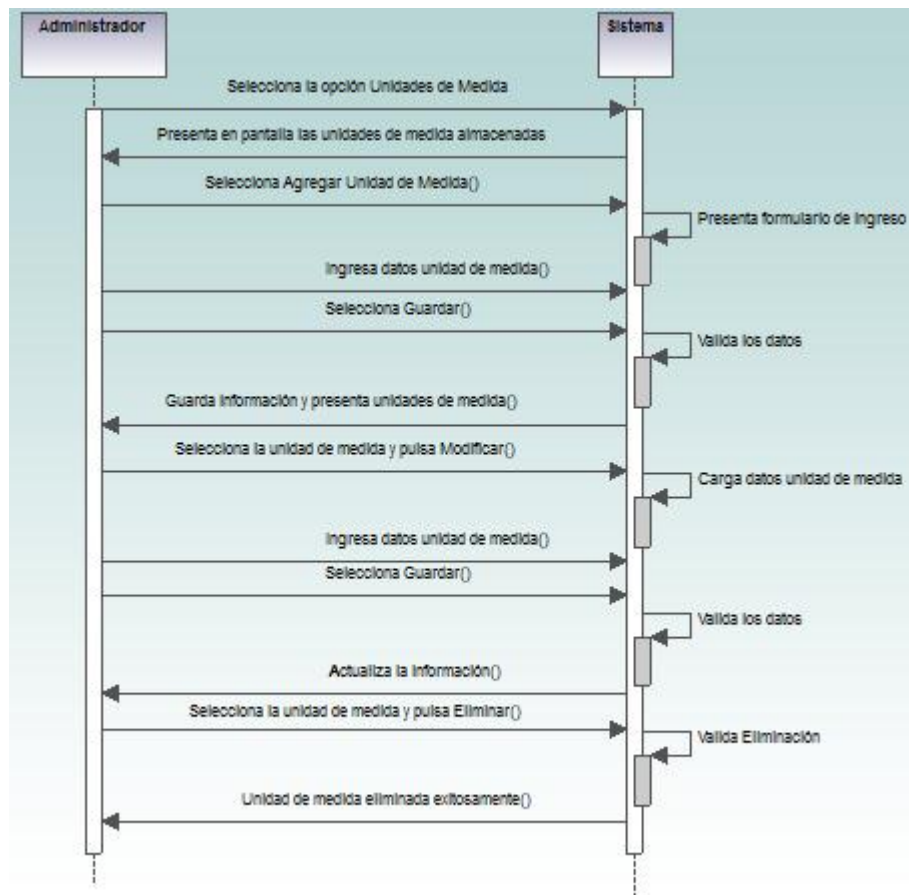 Administrador
Sistema
Selecciona la opción Unidades de Medida
Presenta en pantalla las unidades de medida almacenadas
Selecciona Agregar Unidad de Medida()
Presenta formulario de Ingreso
Ingresa datos unidad de medida()
Selecciona Guardar()
Valida los datos
Guarda Información y presenta unidades de medida()
Selecciona la unidad de medida y pulsa Modificar()
Carga datos unidad de medida
Ingresa datos unidad de medida()
Selecciona Guardar()
Valida los datos
Actualiza la Información()
Selecciona la unidad de medida y pulsa Eliminar()
Valida Eliminación
Unidad de medida eliminada exitosamente()